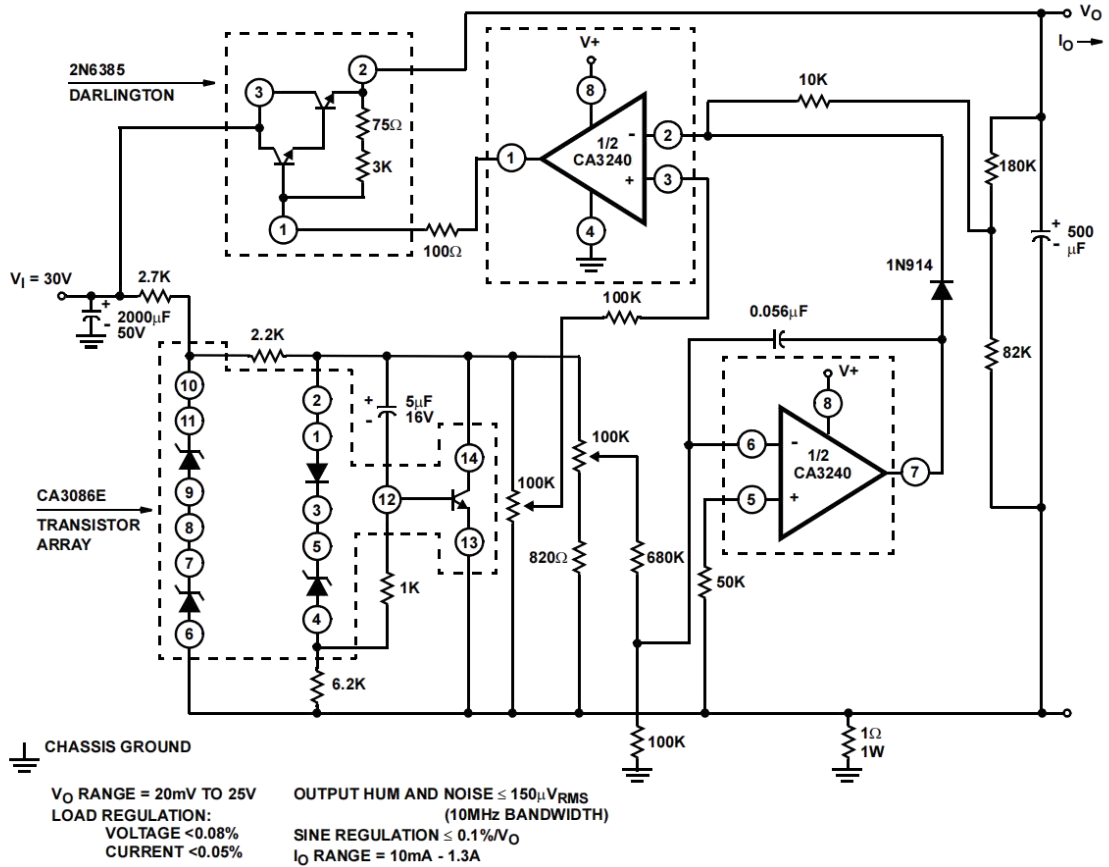 V_O
I_O
V+
2N6385
DARLINGTON
2
3
8
10K
75Ω
1/2
CA3240
-
+
2
3
1
3K
180K
1
4
100Ω
+
-
500
μF
1N914
V_I = 30V
2.7K
+
-
2000μF
50V
100K
0.056μF
2.2K
82K
10
11
2
1
+
-
5μF
16V
V+
8
14
100K
6
-
1/2
CA3240
7
9
3
12
100K
5
+
CA3086E
TRANSISTOR
ARRAY
8
7
5
13
820Ω
680K
50K
1K
6
4
6.2K
CHASSIS GROUND
100K
1Ω
1W
V_O RANGE = 20mV TO 25V
LOAD REGULATION:
VOLTAGE <0.08%
CURRENT <0.05%
OUTPUT HUM AND NOISE ≤ 150μV_RMS
(10MHz BANDWIDTH)
SINE REGULATION ≤ 0.1%/V_O
I_O RANGE = 10mA - 1.3A